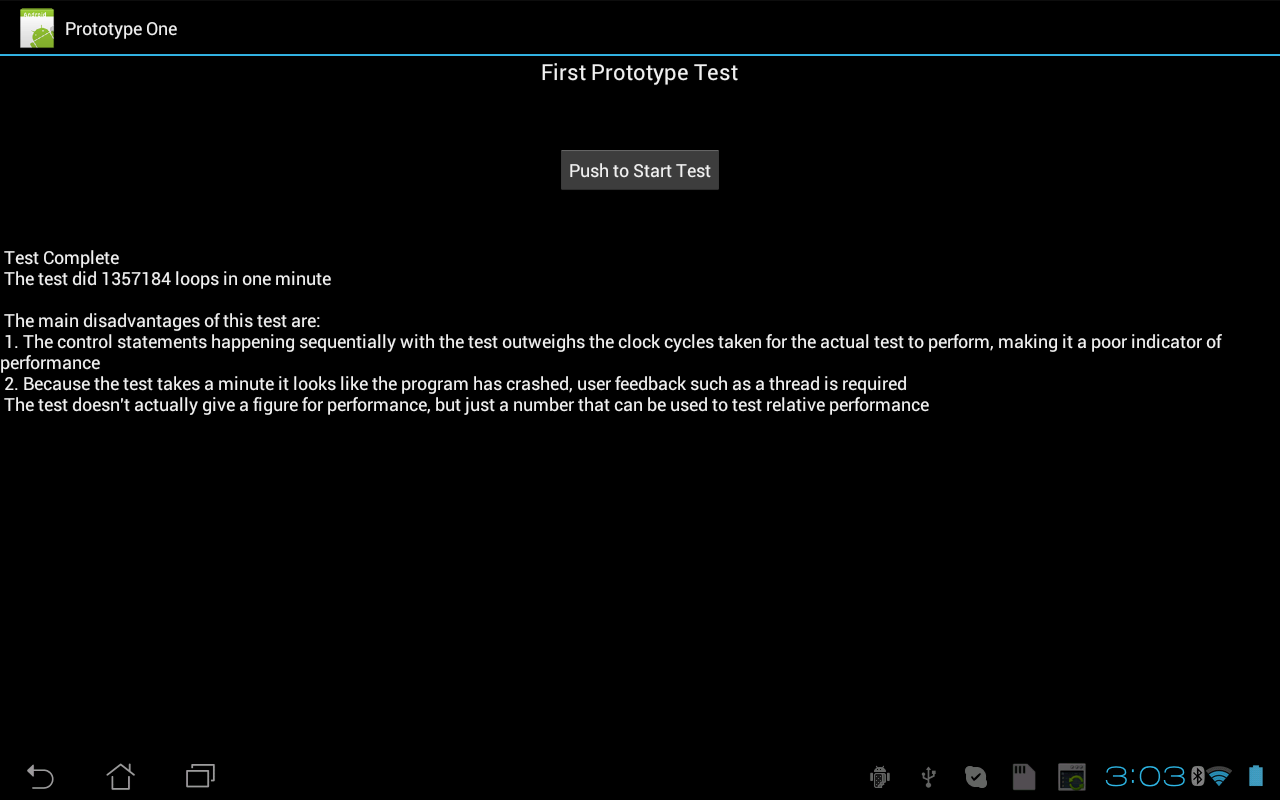 Prototype One
First Prototype Test
Push to Start Test
Test Complete
The test did 1357184 loops in one minute
The main disadvantages of this test are:
1. The control statements happening sequentially with the test outweighs the clock cycles taken for the actual test to perform, making it a poor indicator of
performance
2. Because the test takes a minute it looks like the program has crashed, user feedback such as a thread is required
The test doesn't actually give a figure for performance, but just a number that can be used to test relative performance
3:03